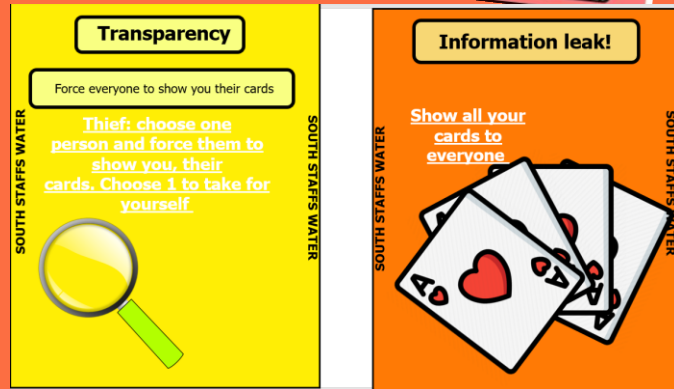 Transparency
Force everyone to show you their cards
Thief: choose one
person and force them to
show you, their
cards. Choose 1 to take for
yourself
SOUTH STAFFS WATER
SOUTH STAFFS WATER
Information leak!
Show all your
cards to
everyone
SOUTH STAFFS WATER
SOUTH STAFFS WATER
A
A
A
A